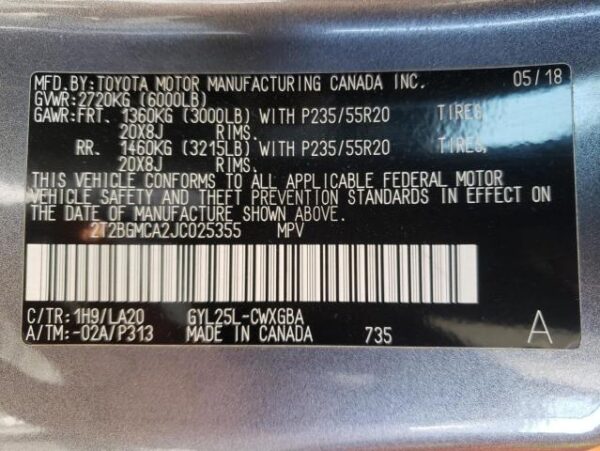 MFD.BY:TOYOTA MOTOR MANUFACTURING CANADA INC. 05/18
GVWR:2720KG (6000LB)
GAWR:FRT. 1360KG (3000LB) WITH P235/55R20 TIRES,
20X8J RIMS.
RR. 1460KG (3215LB) WITH P235/55R20 TIRES,
20X8J RIMS.
THIS VEHICLE CONFORMS TO ALL APPLICABLE FEDERAL MOTOR
VEHICLE SAFETY AND THEFT PREVENTION STANDARDS IN EFFECT ON
THE DATE OF MANUFACTURE SHOWN ABOVE.
2T2BGMCA2JC025355 MPV
C/TR:1H9/LA20 GYL25L-CWXGBA
A/TM:-02A/P313 MADE IN CANADA 735 A